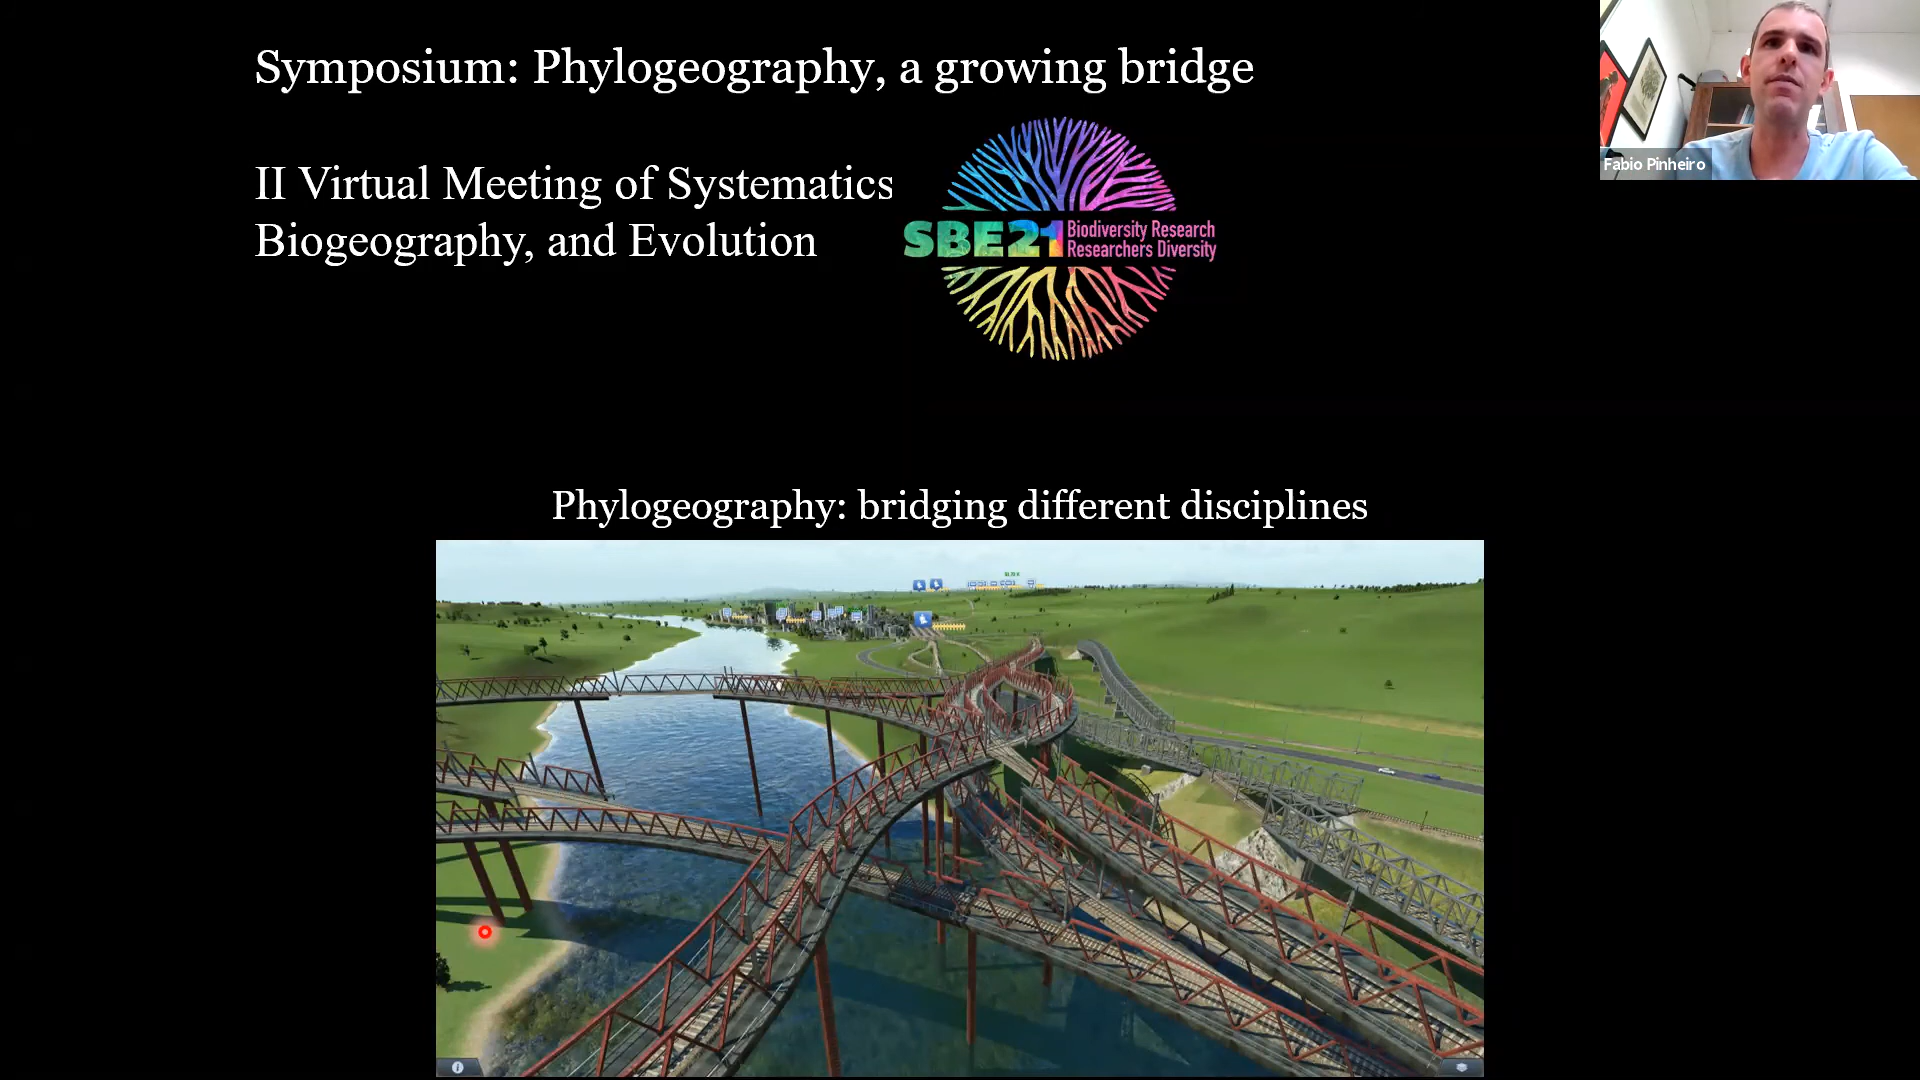 Symposium: Phylogeography, a growing bridge
II Virtual Meeting of Systematics
Biogeography, and Evolution
SBE21
Biodiversity Research
Researchers Diversity
Fabio Pinheiro
Phylogeography: bridging different disciplines